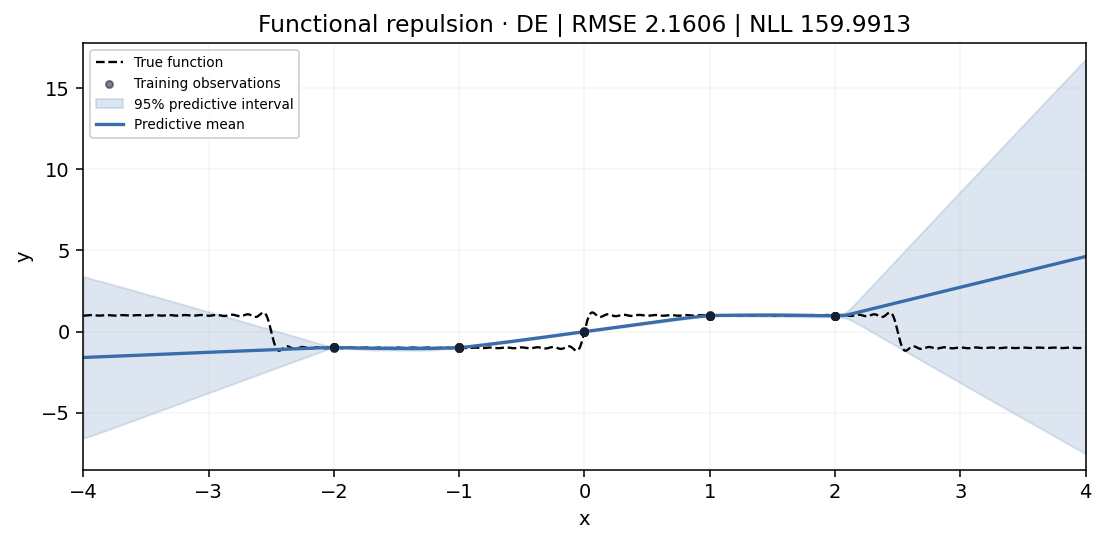 Functional repulsion · DE | RMSE 2.1606 | NLL 159.9913
True function
Training observations
95% predictive interval
Predictive mean
15
10
5
0
−5
y
−4 −3 −2 −1 0 1 2 3 4
x